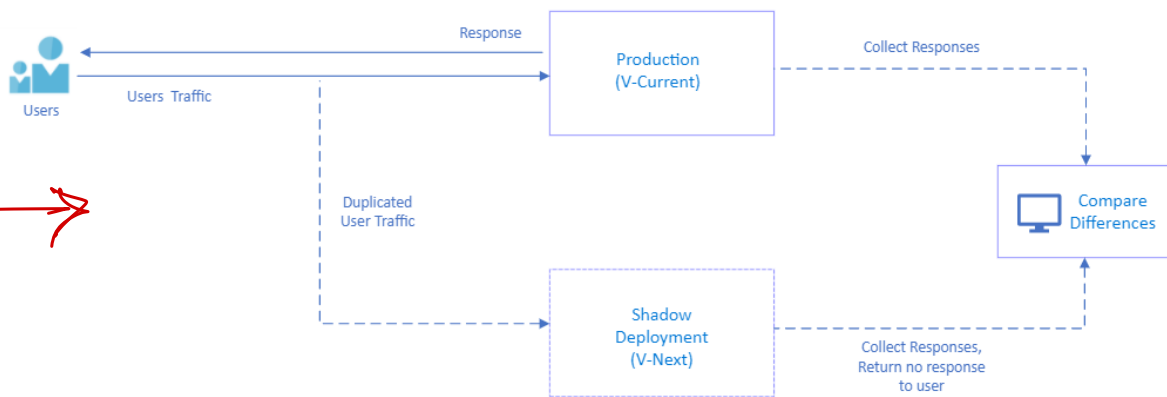 Response
Users Traffic
Users
Production
(V-Current)
Collect Responses
Duplicated
User Traffic
Compare
Differences
Shadow
Deployment
(V-Next)
Collect Responses,
Return no response
to user